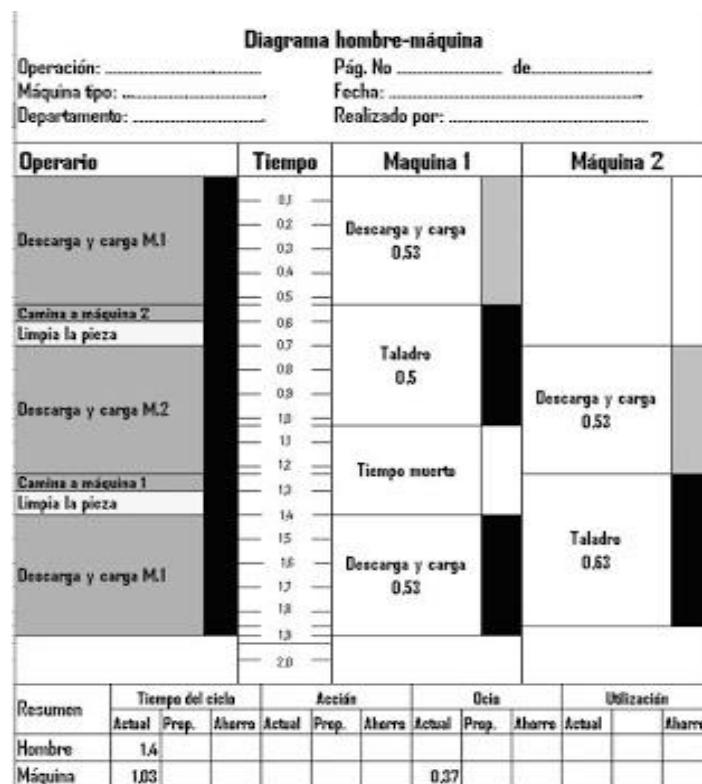 Diagrama hombre-máquina
Operación: ............ Pág. No ............ de............
Máquina tipo: ............ Fecha: ............
Departamento: ............ Realizado por: ............
Operario Tiempo Maquina 1 Máquina 2
0,1
0,2
Descarga y carga M.1 0,3 Descarga y carga
0,53
0,4
0,5
Camina a máquina 2
0,6
Limpia la pieza
0,7
0,8 Taladro
0,5
0,9
Descarga y carga M.2 1,0 Descarga y carga
0,53
1,1
1,2 Tiempo muerto
Camina a máquina 1
1,3
Limpia la pieza
1,4
1,5 Taladro
0,63
1,6
Descarga y carga M.1 1,7 Descarga y carga
0,53
1,8
1,9
2,0
Resumen Tiempo del ciclo Acción Ocio Utilización
Actual Prop. Ahorro Actual Prop. Ahorro Actual Prop. Ahorro Actual Ahorro
Hombre 1,4
Máquina 1,03 0,37